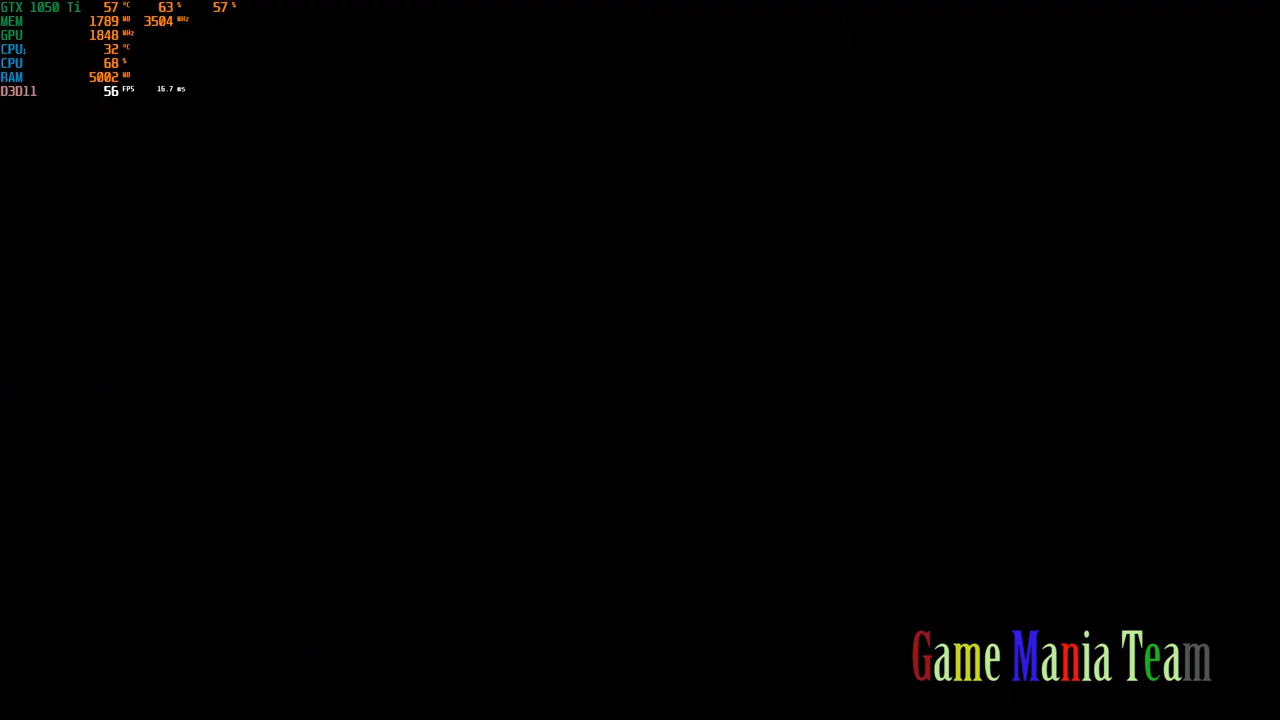 GTX 1050 Ti 57 °C 63 % 57 %
MEM 1789 MB 3504 MHz
GPU 1848 MHz
CPU1 32 °C
CPU 68 %
RAM 5002 MB
D3D11 56 FPS 16.7 ms
Game Mania Team